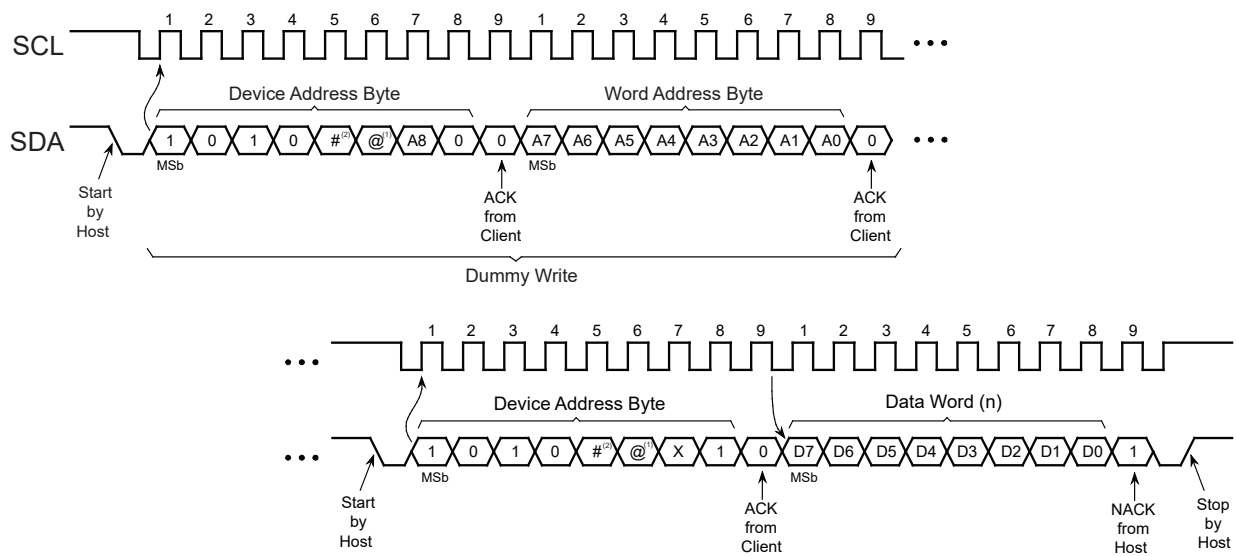 1 2 3 4 5 6 7 8 9 1 2 3 4 5 6 7 8 9
SCL
Device Address Byte Word Address Byte
SDA 1 0 1 0 #(2) @(1) A8 0 0 A7 A6 A5 A4 A3 A2 A1 A0 0
MSb MSb
Start by Host
ACK from Client
ACK from Client
Dummy Write
1 2 3 4 5 6 7 8 9 1 2 3 4 5 6 7 8 9
Device Address Byte Data Word (n)
1 0 1 0 #(2) @(1) X 1 0 D7 D6 D5 D4 D3 D2 D1 D0 1
MSb MSb
Start by Host
ACK from Client
NACK from Host
Stop by Host